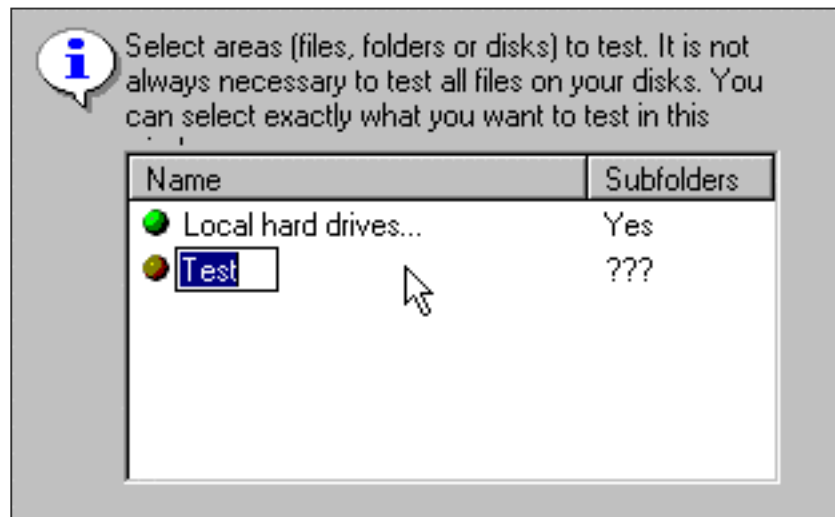 Select areas (files, folders or disks) to test. It is not
always necessary to test all files on your disks. You
can select exactly what you want to test in this
Name Subfolders
Local hard drives... Yes
Test ???